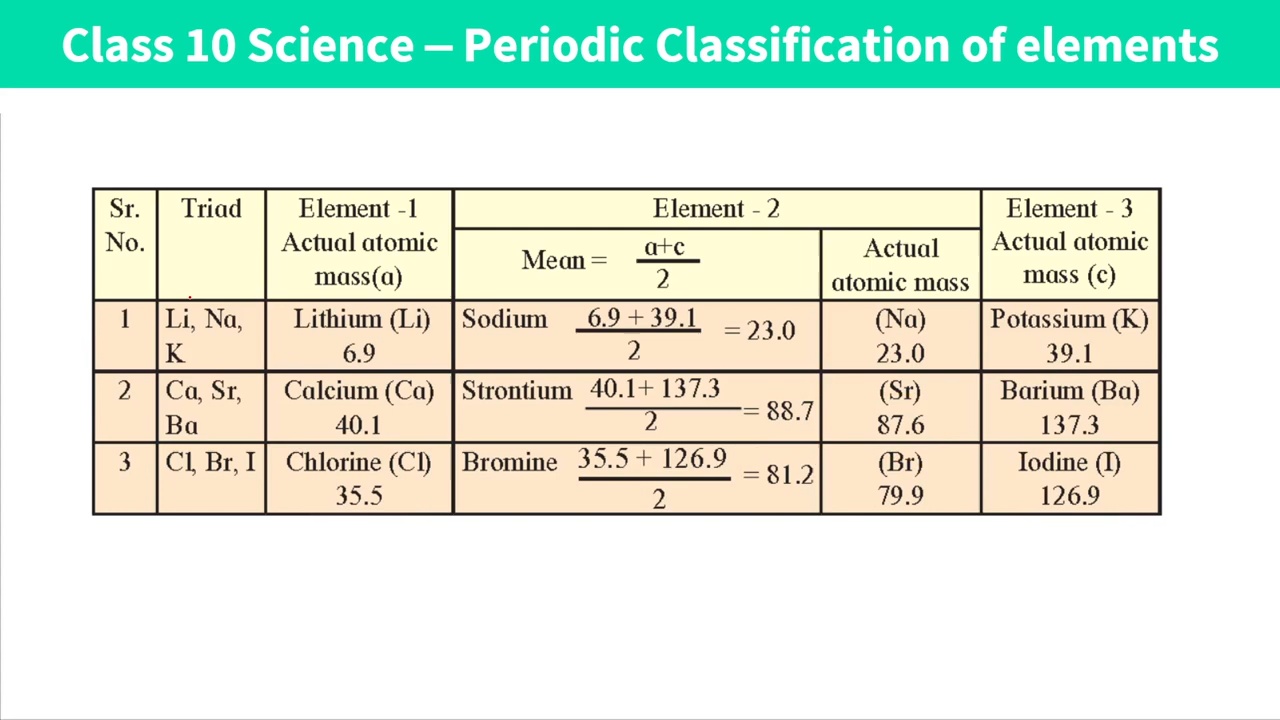 Class 10 Science – Periodic Classification of elements
Sr. No. Triad Element -1 Actual atomic mass(a) Element - 2 Element - 3 Actual atomic mass (c)
Mean = a+c / 2 Actual atomic mass
1 Li, Na, K Lithium (Li) 6.9 Sodium 6.9 + 39.1 / 2 = 23.0 (Na) 23.0 Potassium (K) 39.1
2 Ca, Sr, Ba Calcium (Ca) 40.1 Strontium 40.1+ 137.3 / 2 = 88.7 (Sr) 87.6 Barium (Ba) 137.3
3 Cl, Br, I Chlorine (Cl) 35.5 Bromine 35.5 + 126.9 / 2 = 81.2 (Br) 79.9 Iodine (I) 126.9